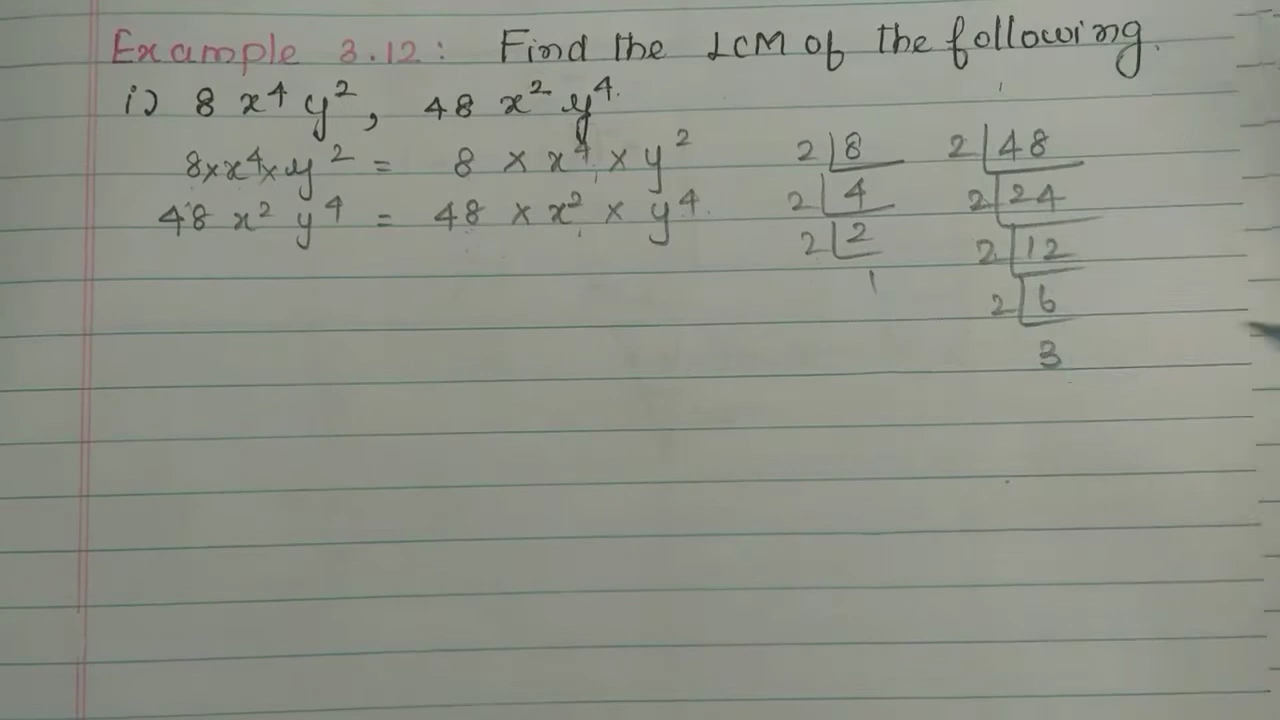 Example 3.12: Find the LCM of the following.
i) 8 x⁴ y², 48 x² y⁴.
8×x⁴×y² = 8 × x⁴ × y²
48 x² y⁴ = 48 × x² × y⁴.
2 | 8
2 | 4
2 | 2
1
2 | 48
2 | 24
2 | 12
2 | 6
3